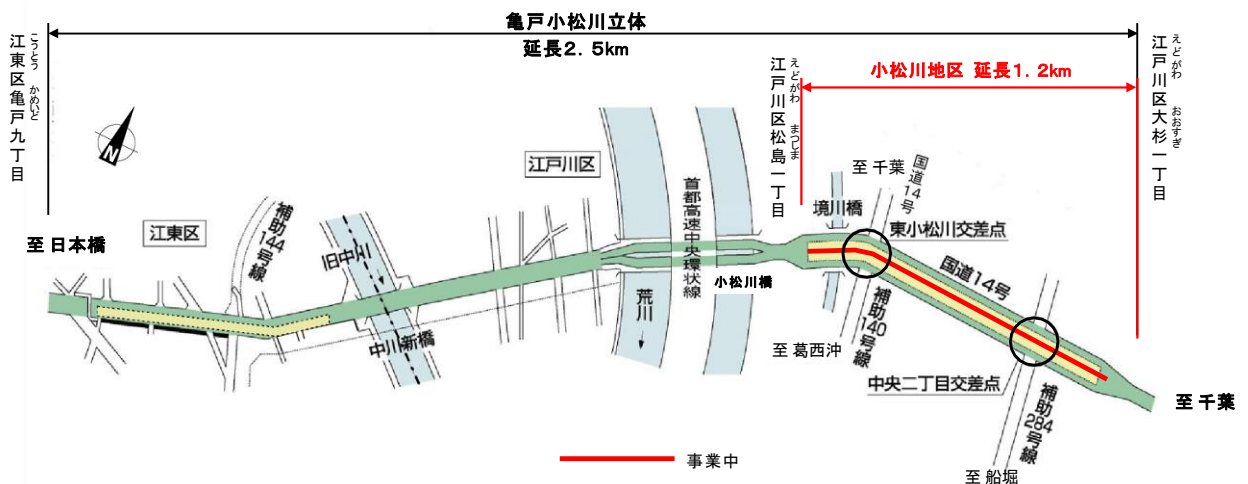 亀戸小松川立体
延長2.5km
こうとう かめいど
江東区亀戸九丁目
えどがわ まつしま
江戸川区松島一丁目
小松川地区 延長1.2km
えどがわ おおすぎ
江戸川区大杉一丁目
N
至 日本橋
江東区
補助144号線
旧中川
中川新橋
江戸川区
荒川
首都高速中央環状線
小松川橋
境川橋
至 千葉
国道14号
東小松川交差点
国道14号
補助140号線
至 葛西沖
中央二丁目交差点
補助284号線
至 船堀
至 千葉
事業中